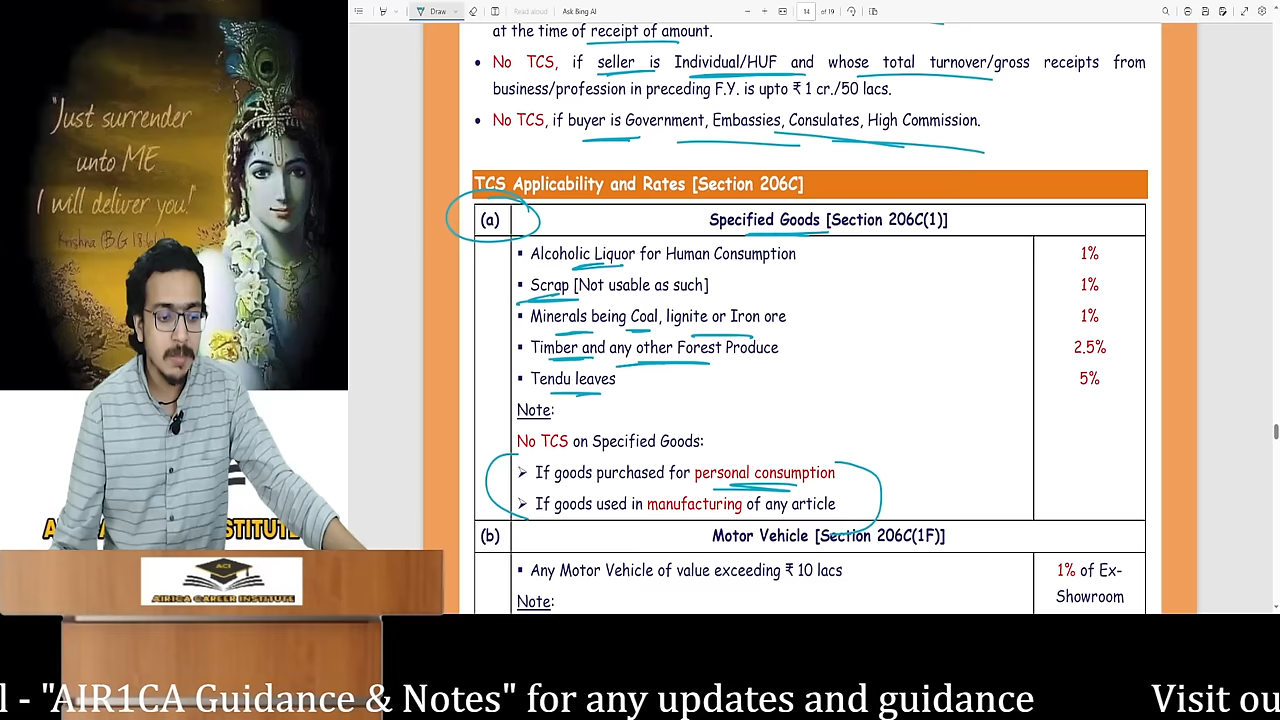 Draw
Read aloud
Ask Bing AI
14
of 19
"Just surrender
unto ME
I will deliver you!"
at the time of receipt of amount.
• No TCS, if seller is Individual/HUF and whose total turnover/gross receipts from
business/profession in preceding F.Y. is upto ₹ 1 cr./50 lacs.
• No TCS, if buyer is Government, Embassies, Consulates, High Commission.
TCS Applicability and Rates [Section 206C]
(a) Specified Goods [Section 206C(1)]
▪ Alcoholic Liquor for Human Consumption 1%
▪ Scrap [Not usable as such] 1%
▪ Minerals being Coal, lignite or Iron ore 1%
▪ Timber and any other Forest Produce 2.5%
▪ Tendu leaves 5%
Note:
No TCS on Specified Goods:
➢ If goods purchased for personal consumption
➢ If goods used in manufacturing of any article
(b) Motor Vehicle [Section 206C(1F)]
▪ Any Motor Vehicle of value exceeding ₹ 10 lacs 1% of Ex-
Showroom
Note:
ACI
AIR1CA CAREER INSTITUTE
l - "AIR1CA Guidance & Notes" for any updates and guidance Visit ou